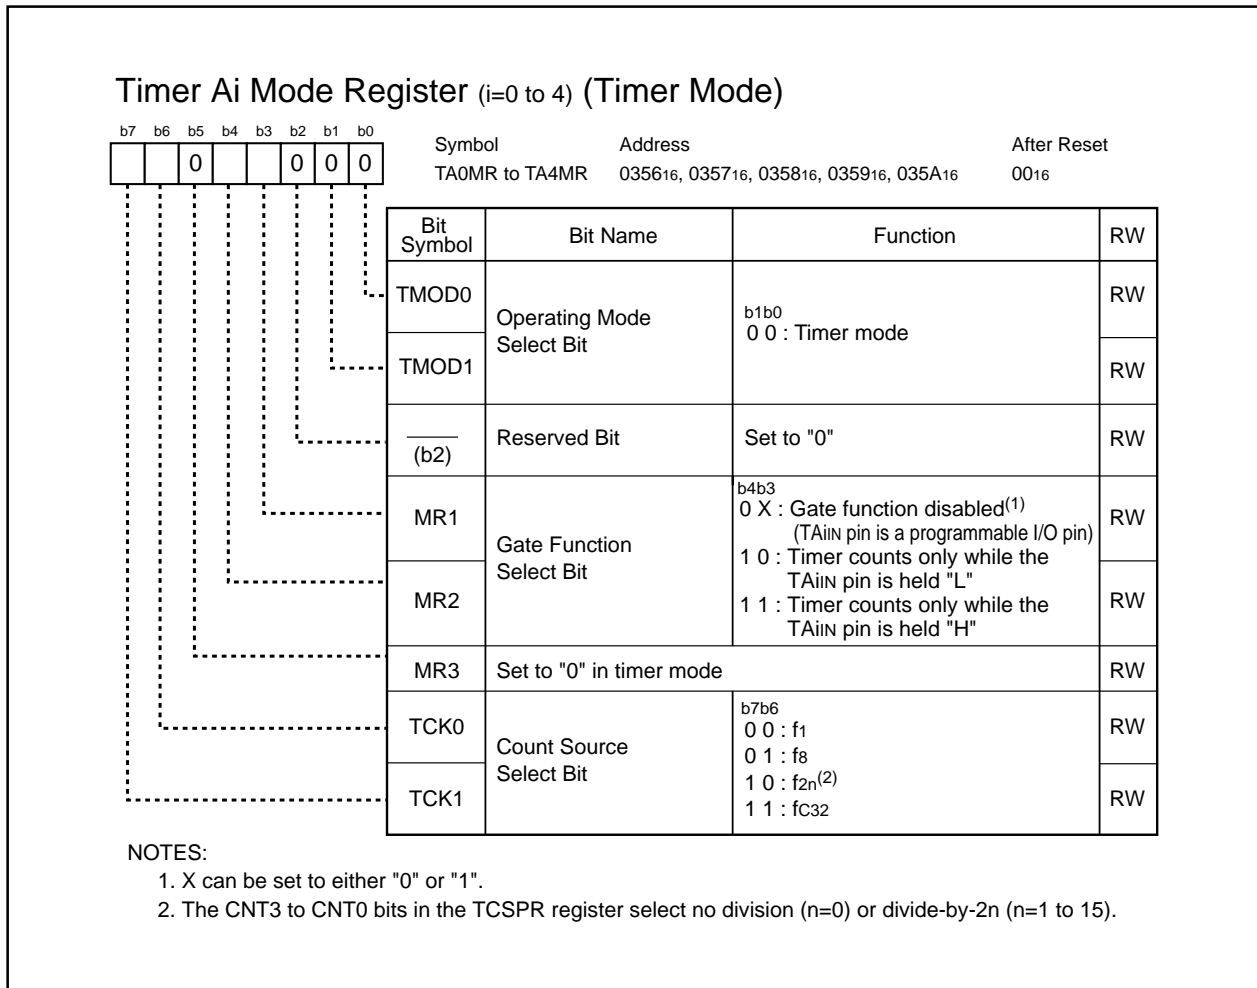 Timer Ai Mode Register (i=0 to 4) (Timer Mode)
b7 b6 b5 b4 b3 b2 b1 b0
0 0 0 0
Symbol Address After Reset
TA0MR to TA4MR 035616, 035716, 035816, 035916, 035A16 0016
Bit Symbol Bit Name Function RW
TMOD0 RW
Operating Mode
Select Bit
b1b0
0 0 : Timer mode
TMOD1 RW
(b2) Reserved Bit Set to "0" RW
MR1 RW
Gate Function
Select Bit
b4b3
0 X : Gate function disabled(1)
(TAiIN pin is a programmable I/O pin)
1 0 : Timer counts only while the
TAiIN pin is held "L"
1 1 : Timer counts only while the
TAiIN pin is held "H"
MR2 RW
MR3 Set to "0" in timer mode RW
TCK0 RW
Count Source
Select Bit
b7b6
0 0 : f1
0 1 : f8
1 0 : f2n(2)
1 1 : fC32
TCK1 RW
NOTES:
1. X can be set to either "0" or "1".
2. The CNT3 to CNT0 bits in the TCSPR register select no division (n=0) or divide-by-2n (n=1 to 15).